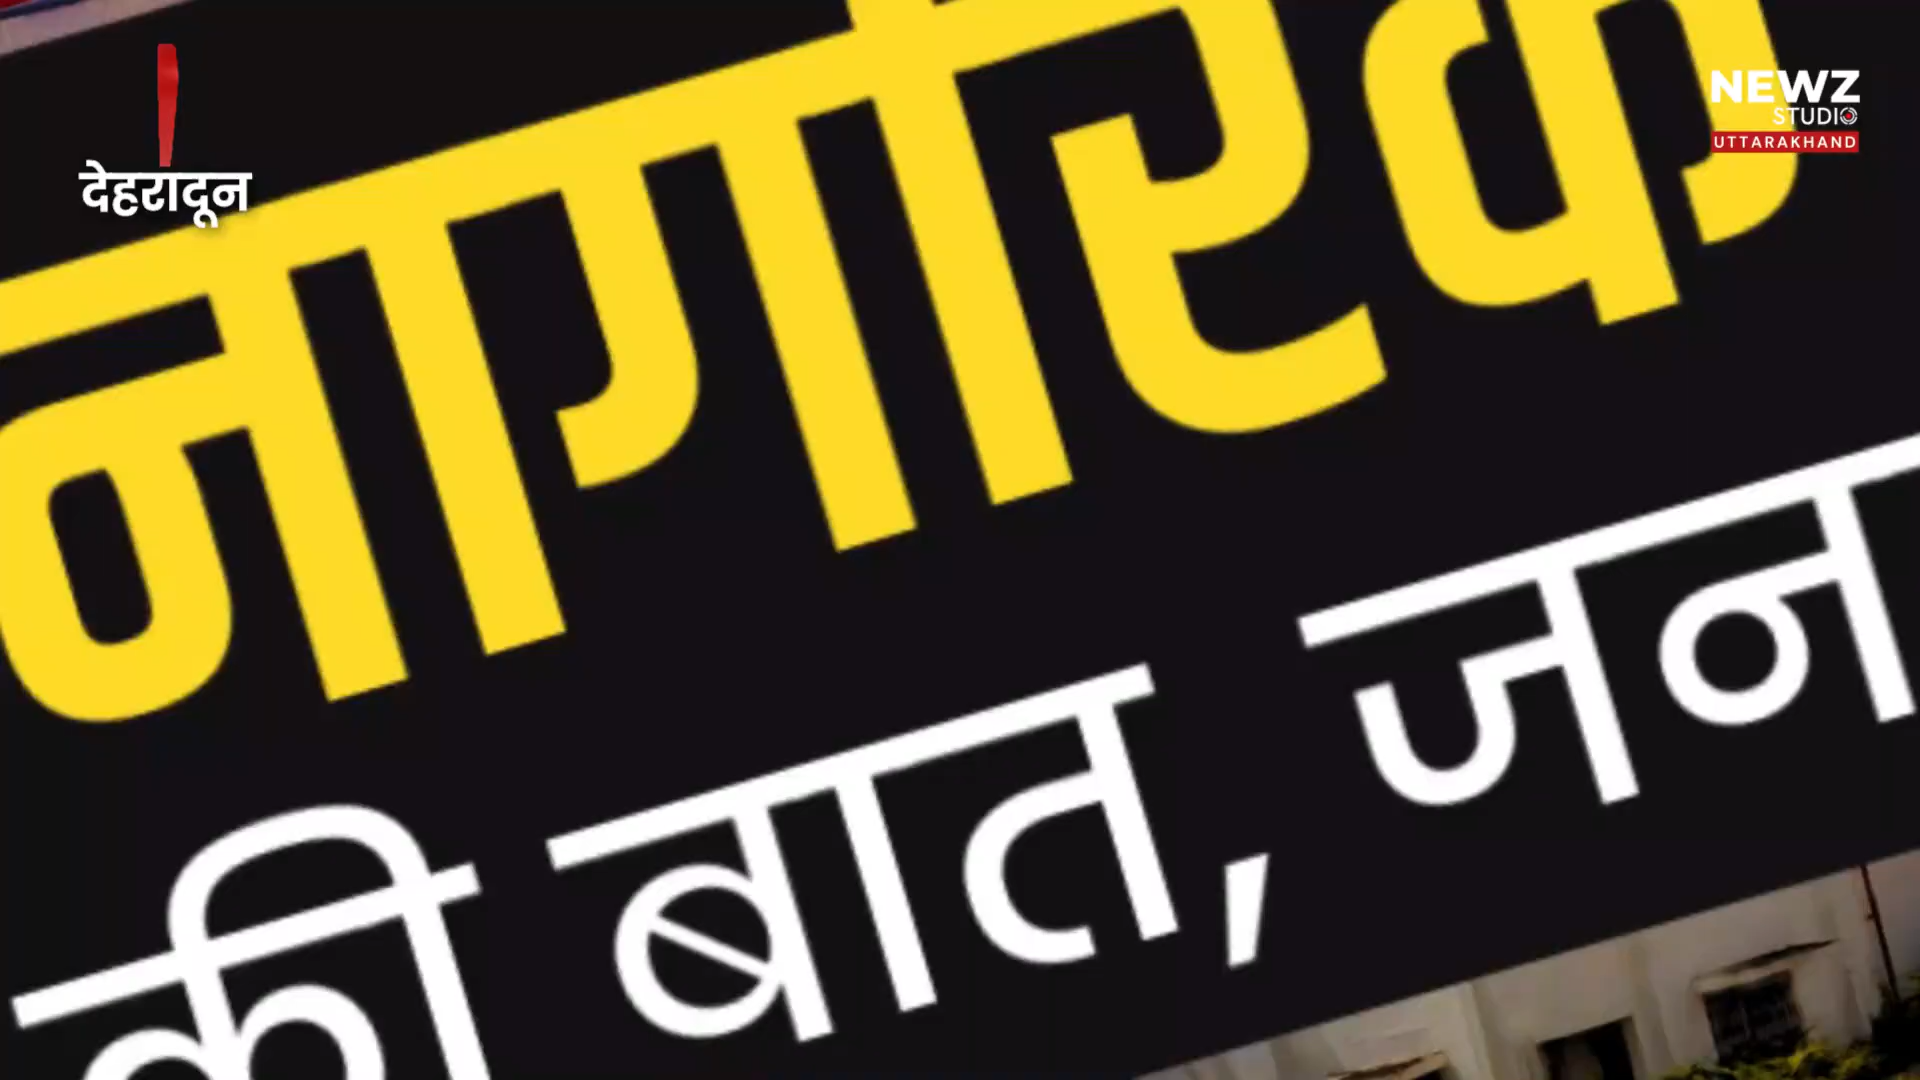 देहरादून
NEWZ
STUDIO
UTTARAKHAND
नागरिक
की बात, जन